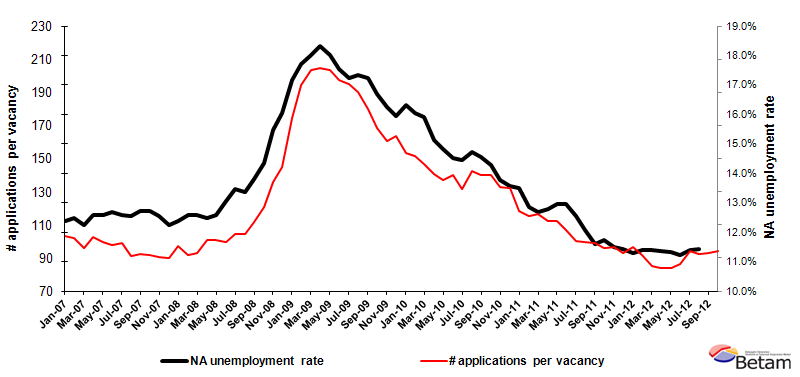 230
210
190
170
150
130
110
90
70
# applications per vacancy
19.0%
18.0%
17.0%
16.0%
15.0%
14.0%
13.0%
12.0%
11.0%
10.0%
NA unemployment rate
Jan-07
Mar-07
May-07
Jul-07
Sep-07
Nov-07
Jan-08
Mar-08
May-08
Jul-08
Sep-08
Nov-08
Jan-09
Mar-09
May-09
Jul-09
Sep-09
Nov-09
Jan-10
Mar-10
May-10
Jul-10
Sep-10
Nov-10
Jan-11
Mar-11
May-11
Jul-11
Sep-11
Nov-11
Jan-12
Mar-12
May-12
Jul-12
Sep-12
NA unemployment rate
# applications per vacancy
Betam